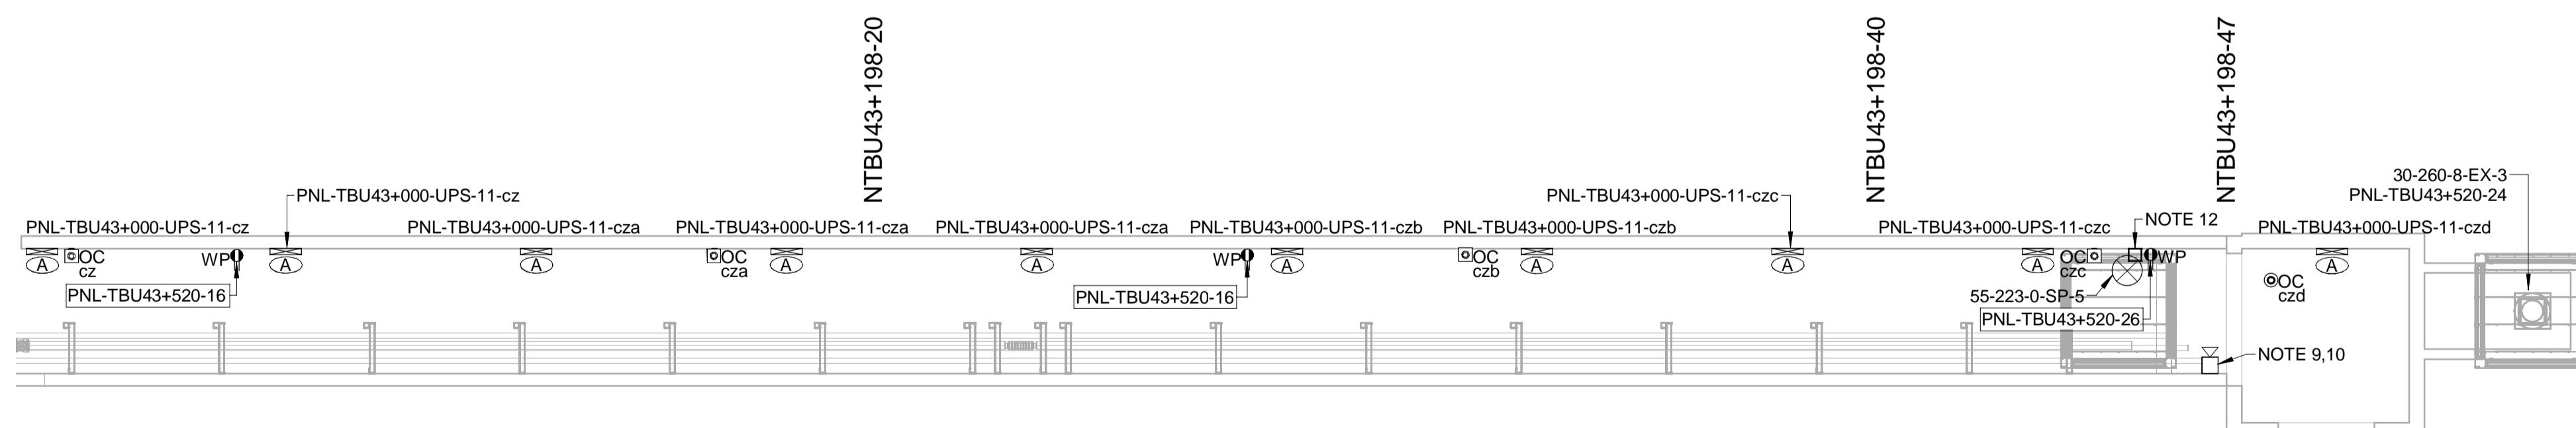 NTBU43+198-20
NTBU43+198-40
NTBU43+198-47
30-260-8-EX-3
PNL-TBU43+520-24
PNL-TBU43+000-UPS-11-cz
PNL-TBU43+000-UPS-11-czc
NOTE 12
PNL-TBU43+000-UPS-11-cz
PNL-TBU43+000-UPS-11-cza
PNL-TBU43+000-UPS-11-cza
PNL-TBU43+000-UPS-11-cza
PNL-TBU43+000-UPS-11-czb
PNL-TBU43+000-UPS-11-czb
PNL-TBU43+000-UPS-11-czc
PNL-TBU43+000-UPS-11-czd
A
OC
cz
WP
A
A
OC
cza
A
A
WP
A
OC
czb
A
A
A
OC
czc
WP
A
OC
czd
PNL-TBU43+520-16
PNL-TBU43+520-16
55-223-0-SP-5
PNL-TBU43+520-26
NOTE 9,10